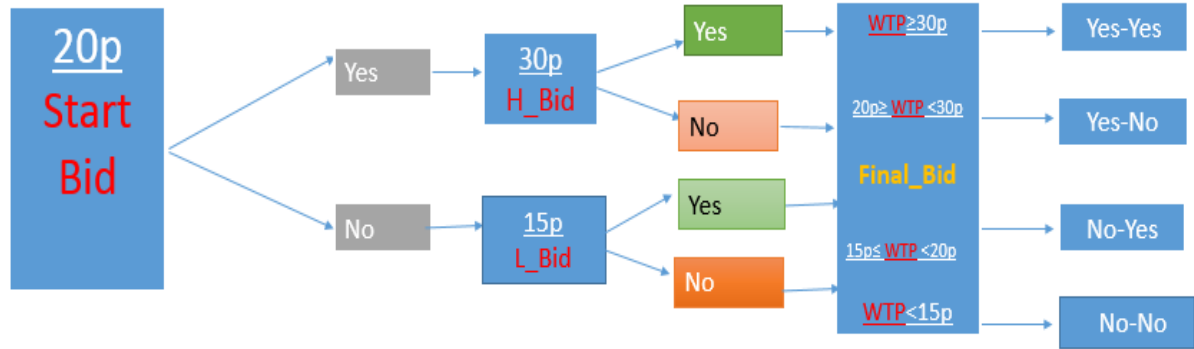 20p
Start
Bid
Yes
No
30p
H_Bid
15p
L_Bid
Yes
No
Yes
No
WTP≥30p
20p≥ WTP <30p
Final_Bid
15p≤ WTP <20p
WTP<15p
Yes-Yes
Yes-No
No-Yes
No-No